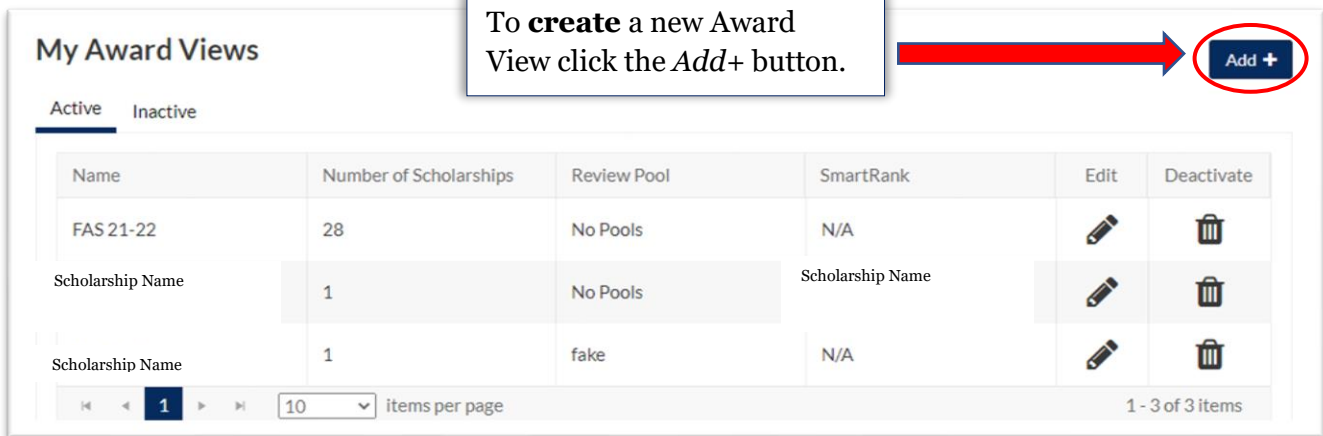 To create a new Award
View click the Add+ button.
My Award Views
Add +
Active Inactive
Name Number of Scholarships Review Pool SmartRank Edit Deactivate
FAS 21-22 28 No Pools N/A
Scholarship Name 1 No Pools Scholarship Name
Scholarship Name 1 fake N/A
1 10 items per page 1 - 3 of 3 items